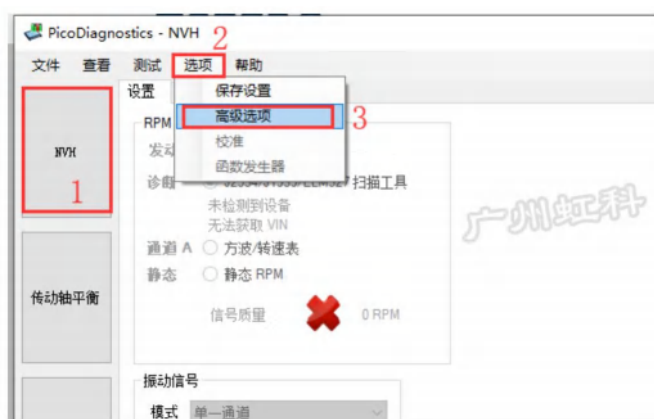 PicoDiagnostics - NVH
2
文件 查看 测试 选项 帮助
设置
保存设置
高级选项
3
校准
函数发生器
RPM
NVH
1
诊断
扫描工具
未检测到设备
无法获取 VIN
通道 A 方波/转速表
静态 静态 RPM
信号质量 0 RPM
传动轴平衡
振动信号
模式 单一通道
广州虹科